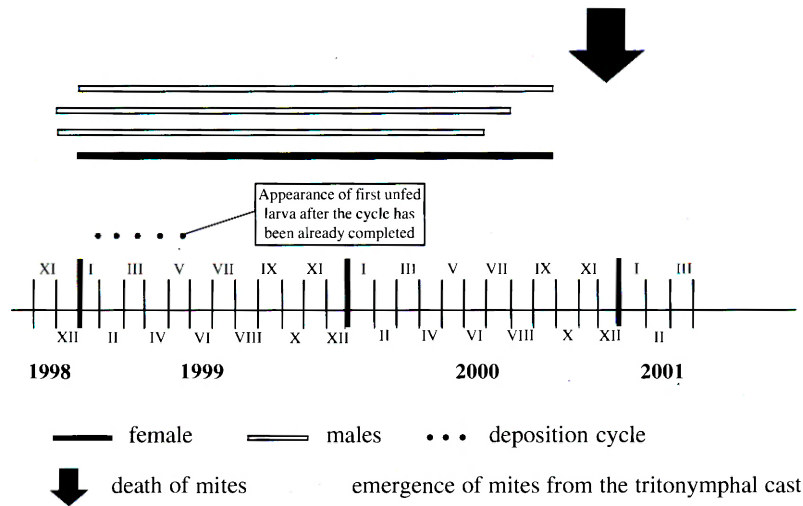 Appearance of first unfed
larva after the cycle has
been already completed
XI I III V VII IX XI I III V VII IX XI I III
XII II IV VI VIII X XII II IV VI VIII X XII II
1998 1999 2000 2001
female males deposition cycle
death of mites emergence of mites from the tritonymphal cast